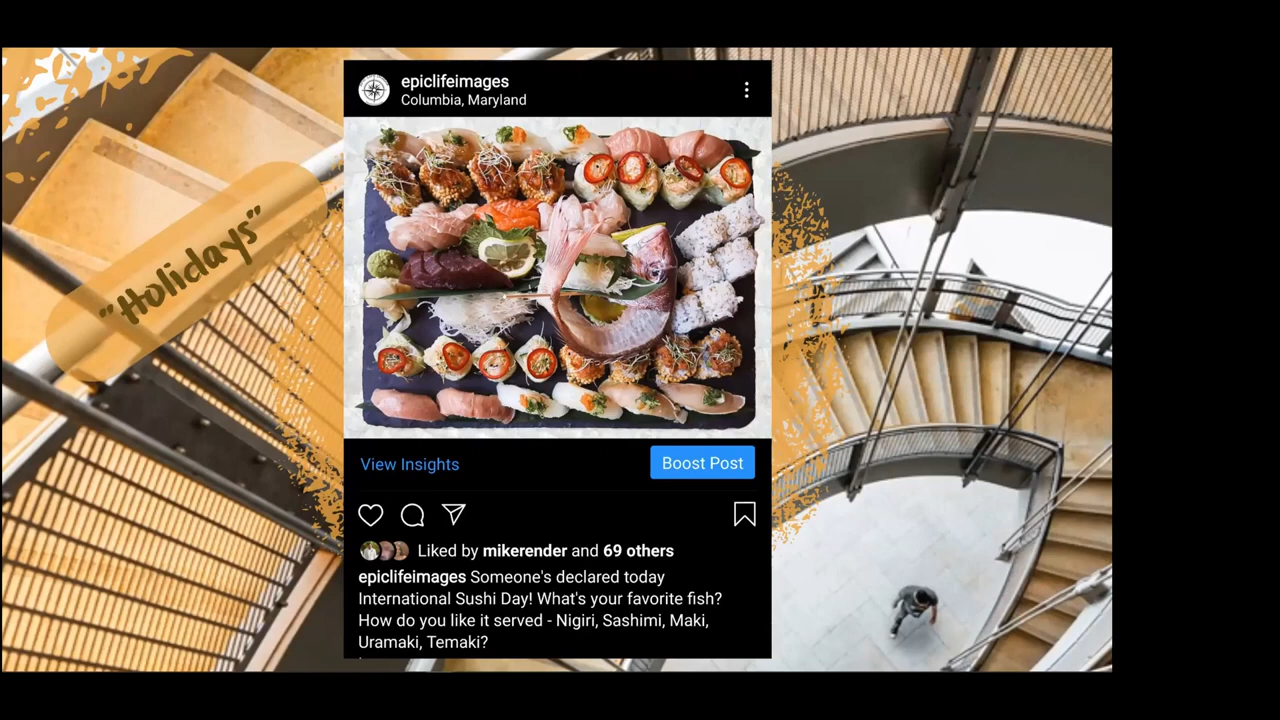 "Holidays"
epiclifeimages
Columbia, Maryland
View Insights
Boost Post
Liked by mikerender and 69 others
epiclifeimages Someone's declared today
International Sushi Day! What's your favorite fish?
How do you like it served - Nigiri, Sashimi, Maki,
Uramaki, Temaki?